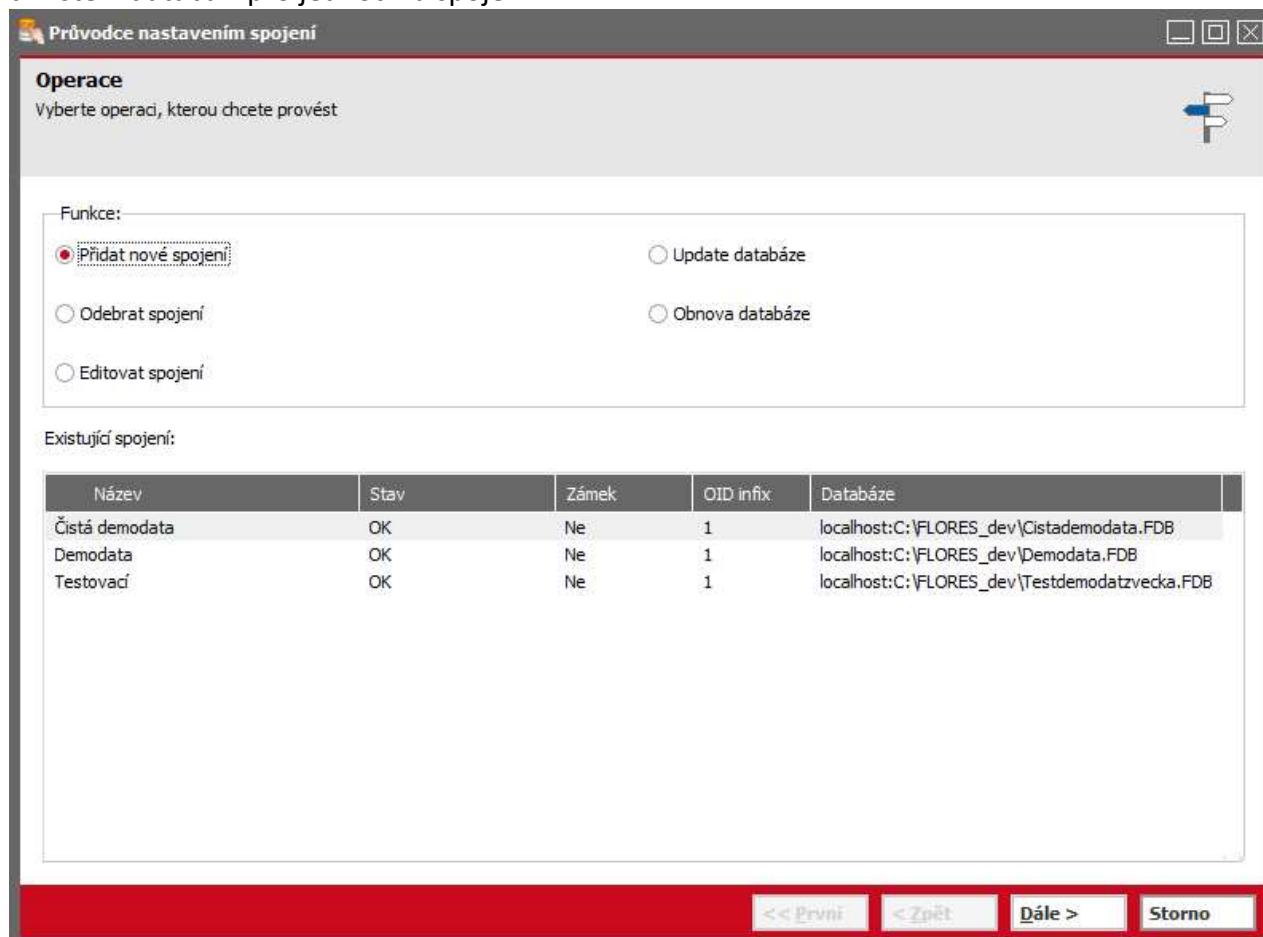 Průvodce nastavením spojení
Operace
Vyberte operaci, kterou chcete provést
Funkce:
Přidat nové spojení
Update databáze
Odebrat spojení
Obnova databáze
Editovat spojení
Existující spojení:
Název Stav Zámek OID infix Databáze
Čistá demodata OK Ne 1 localhost:C:\FLORES_dev\Cistademodata.FDB
Demodata OK Ne 1 localhost:C:\FLORES_dev\Demodata.FDB
Testovací OK Ne 1 localhost:C:\FLORES_dev\Testdemodatzvecka.FDB
<< První < Zpět Dále > Storno